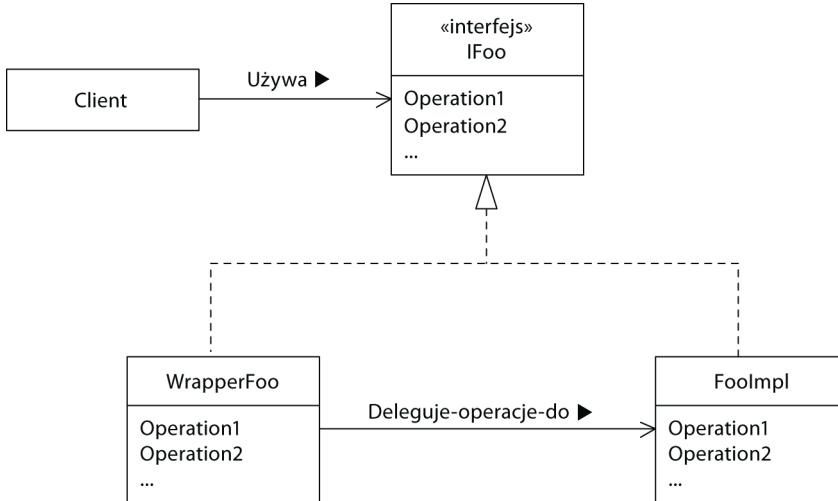 «interfejs»
IFoo
Używa ▶
Client
Operation1
Operation2
...
WrapperFoo
FooImpl
Deleguje-operacje-do ▶
Operation1
Operation2
...
Operation1
Operation2
...